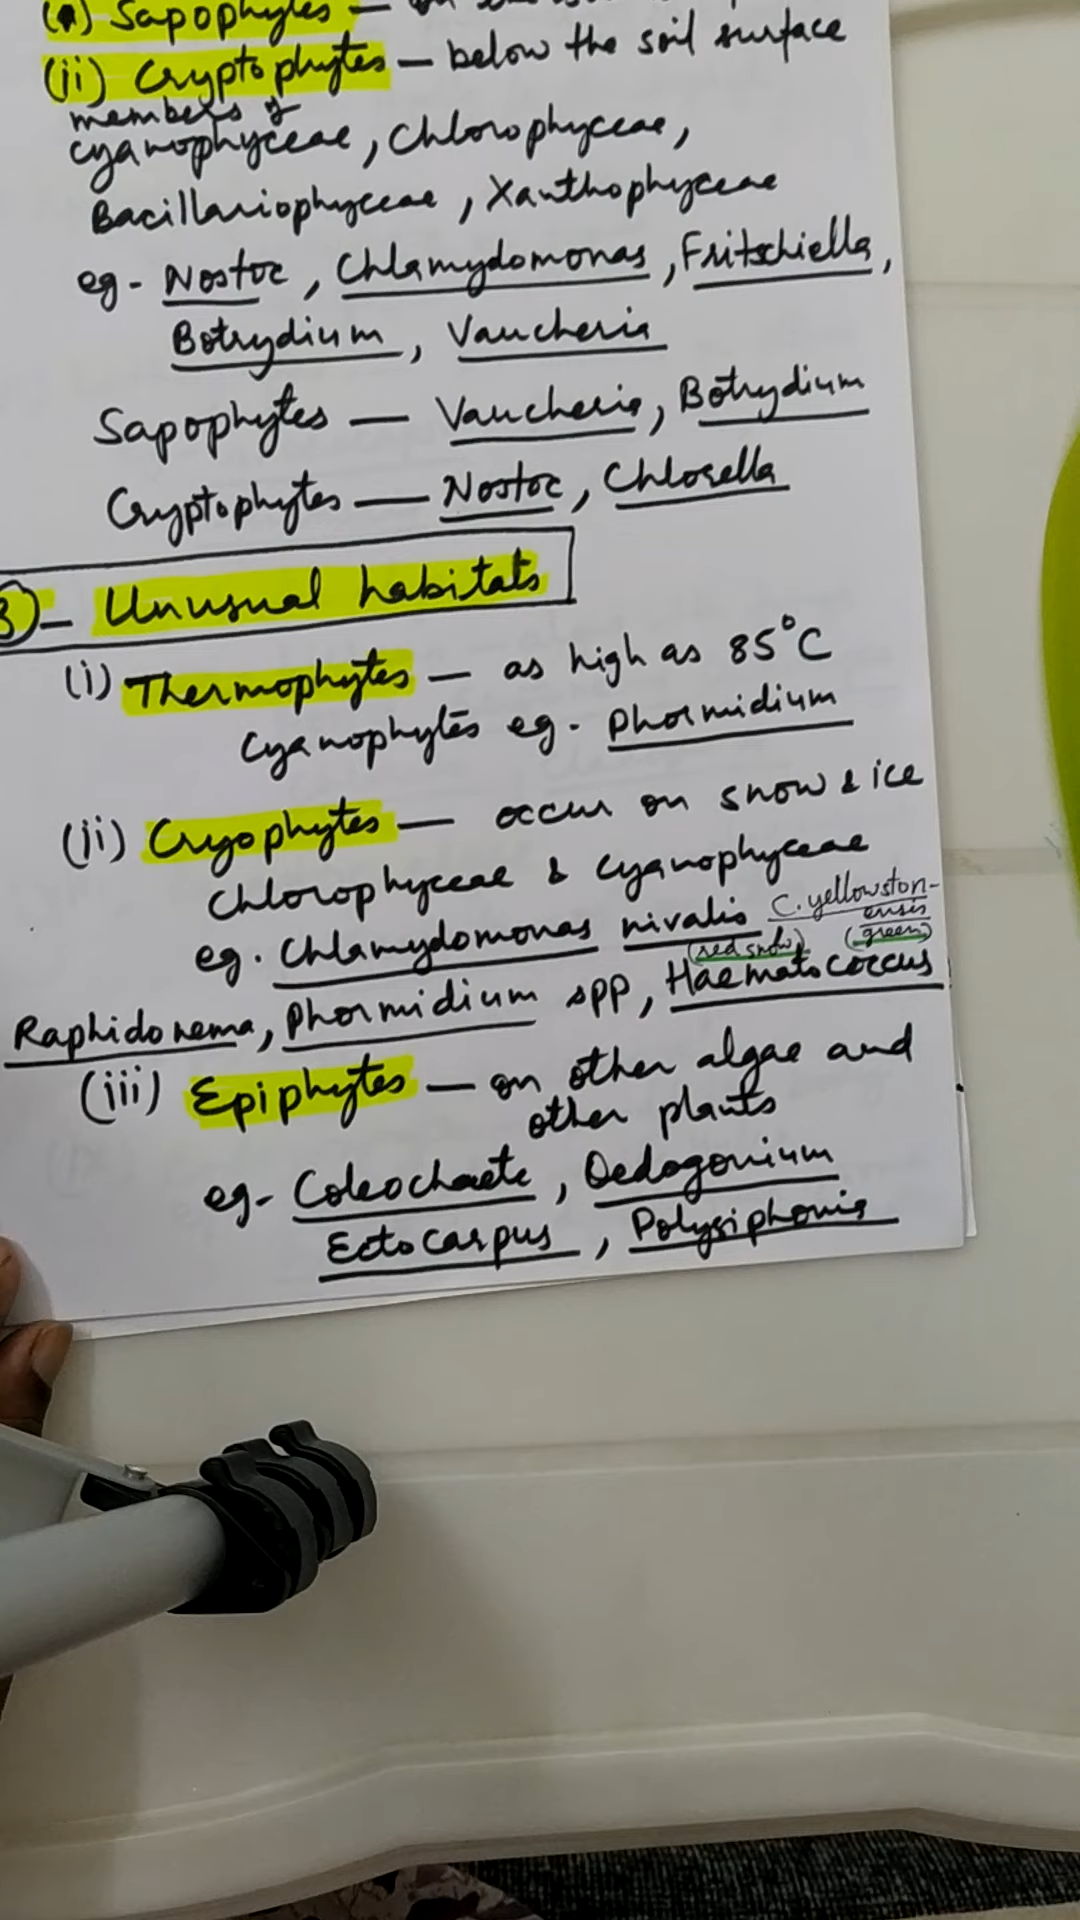 (i) Sapophytes – on
(ii) Cryptophytes – below the soil surface
members of
Cyanophyceae, Chlorophyceae,
Bacillariophyceae, Xanthophyceae
eg- Nostoc, Chlamydomonas, Fritschiella,
Botrydium, Vaucheria
Sapophytes — Vaucheria, Botrydium
Cryptophytes — Nostoc, Chlorella
3)- Unusual habitats
(i) Thermophytes – as high as 85°C
Cyanophytes eg. Phormidium
(ii) Cryophytes – occur on snow & ice
Chlorophyceae & Cyanophyceae
eg. Chlamydomonas nivalis, C. yellowston-
ensis
(red snow) (green)
Raphidonema, Phormidium spp, Haematococcus
(iii) Epiphytes – on other algae and
other plants
eg- Coleochaete, Oedogonium
Ectocarpus, Polysiphonia